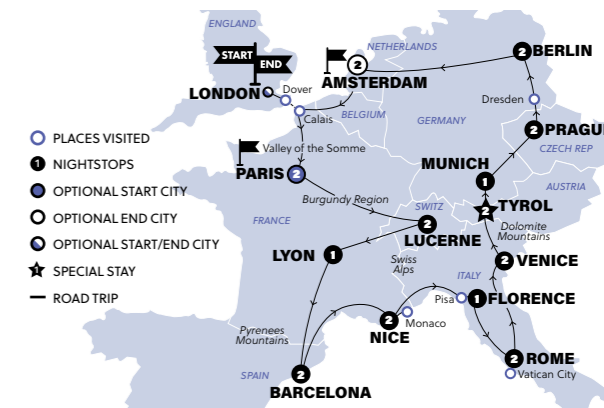 ENGLAND
START
END
LONDON
Dover
Calais
NETHERLANDS
2
AMSTERDAM
2
BERLIN
Dresden
BELGIUM
GERMANY
2
PRAGUE
CZECH REP
Valley of the Somme
PARIS
2
MUNICH
1
AUSTRIA
Burgundy Region
SWITZ
2
TYROL
Dolomite
Mountains
FRANCE
2
LUCERNE
LYON
1
Swiss
Alps
2
VENICE
ITALY
Pisa
1
FLORENCE
2
NICE
Monaco
Pyrenees
Mountains
2
ROME
Vatican City
SPAIN
2
BARCELONA
PLACES VISITED
1
NIGHTSTOPS
OPTIONAL START CITY
OPTIONAL END CITY
OPTIONAL START/END CITY
1
SPECIAL STAY
ROAD TRIP